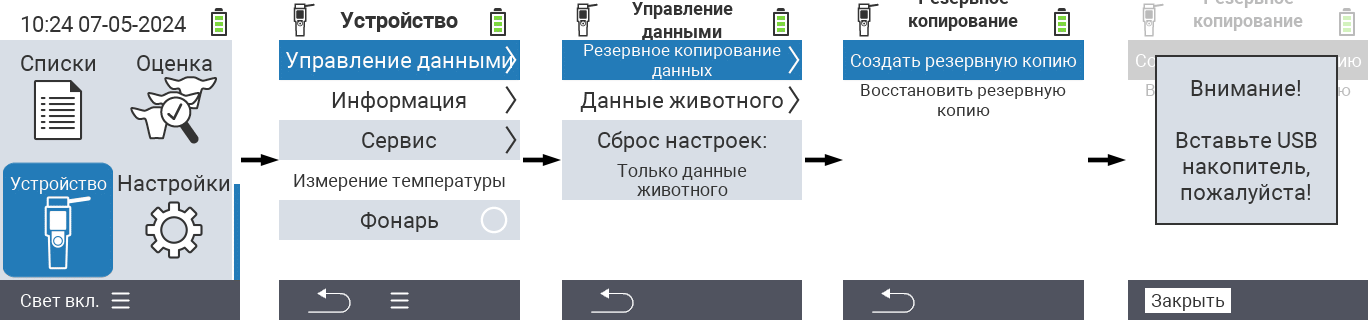 10:24 07-05-2024
Списки
Оценка
Устройство
Настройки
Свет вкл.
Устройство
Управление данными
Информация
Сервис
Измерение температуры
Фонарь
Управление
данными
Резервное копирование
данных
Данные животного
Сброс настроек:
Только данные
животного
Резервное
копирование
Создать резервную копию
Восстановить резервную
копию
Резервное
копирование
Со
ию
В
ю
Внимание!
Вставьте USB
накопитель,
пожалуйста!
Закрыть